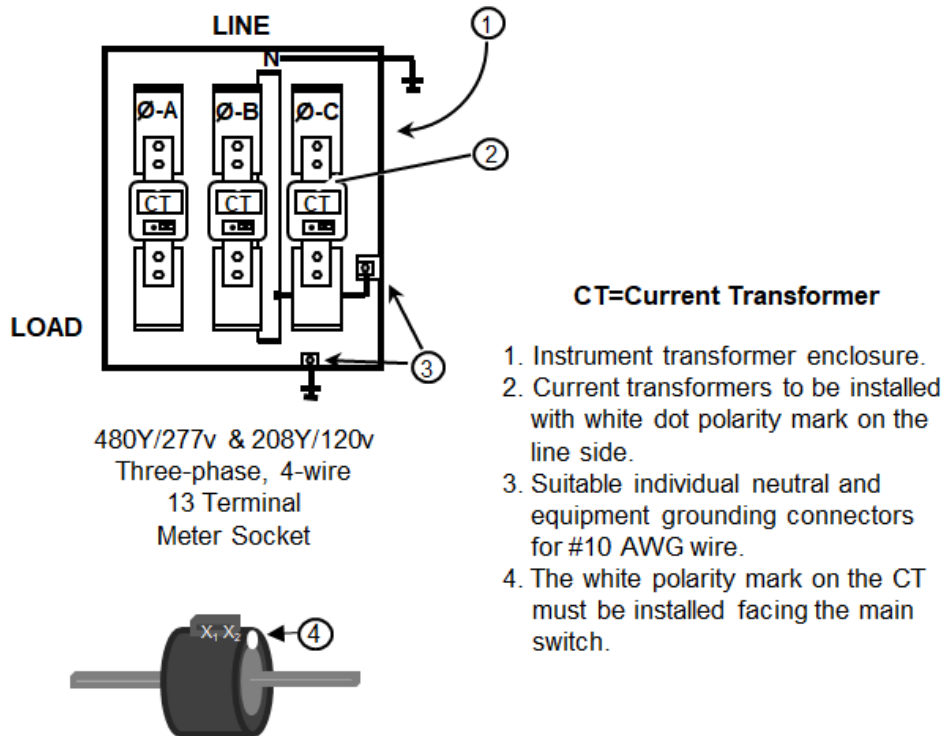 LINE
1
N
Ø-A Ø-B Ø-C
2
CT CT CT
LOAD
3
480Y/277v & 208Y/120v
Three-phase, 4-wire
13 Terminal
Meter Socket
X1 X2
4
CT=Current Transformer
1. Instrument transformer enclosure.
2. Current transformers to be installed
with white dot polarity mark on the
line side.
3. Suitable individual neutral and
equipment grounding connectors
for #10 AWG wire.
4. The white polarity mark on the CT
must be installed facing the main
switch.